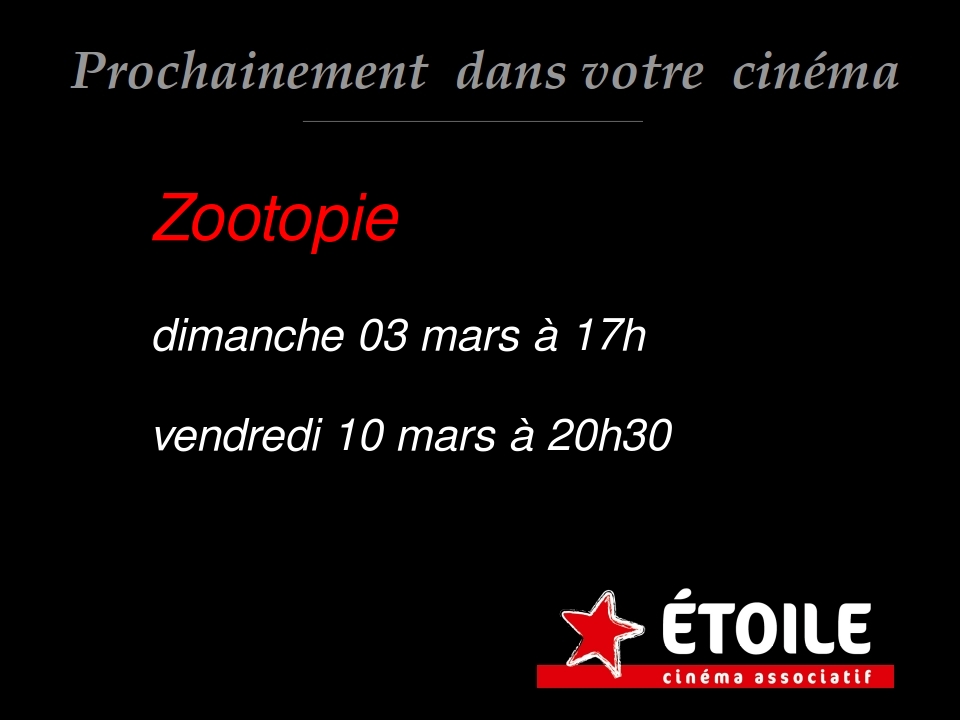 Prochainement dans votre cinéma
Zootopie
dimanche 03 mars à 17h
vendredi 10 mars à 20h30
ÉTOILE
cinéma associatif